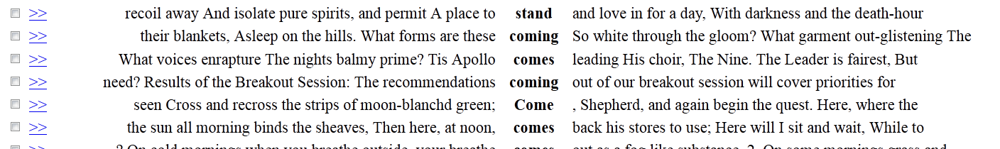 >> recoil away And isolate pure spirits, and permit A place to stand and love in for a day, With darkness and the death-hour
>> their blankets, Asleep on the hills. What forms are these coming So white through the gloom? What garment out-glistening The
>> What voices enrapture The nights balmy prime? Tis Apollo comes leading His choir, The Nine. The Leader is fairest, But
>> need? Results of the Breakout Session: The recommendations coming out of our breakout session will cover priorities for
>> seen Cross and recross the strips of moon-blanchd green; Come , Shepherd, and again begin the quest. Here, where the
>> the sun all morning binds the sheaves, Then here, at noon, comes back his stores to use; Here will I sit and wait, While to
>> ? On cold mornings when you breathe outside, your breathe comes out as a fog like substance. 2. On some mornings grass and